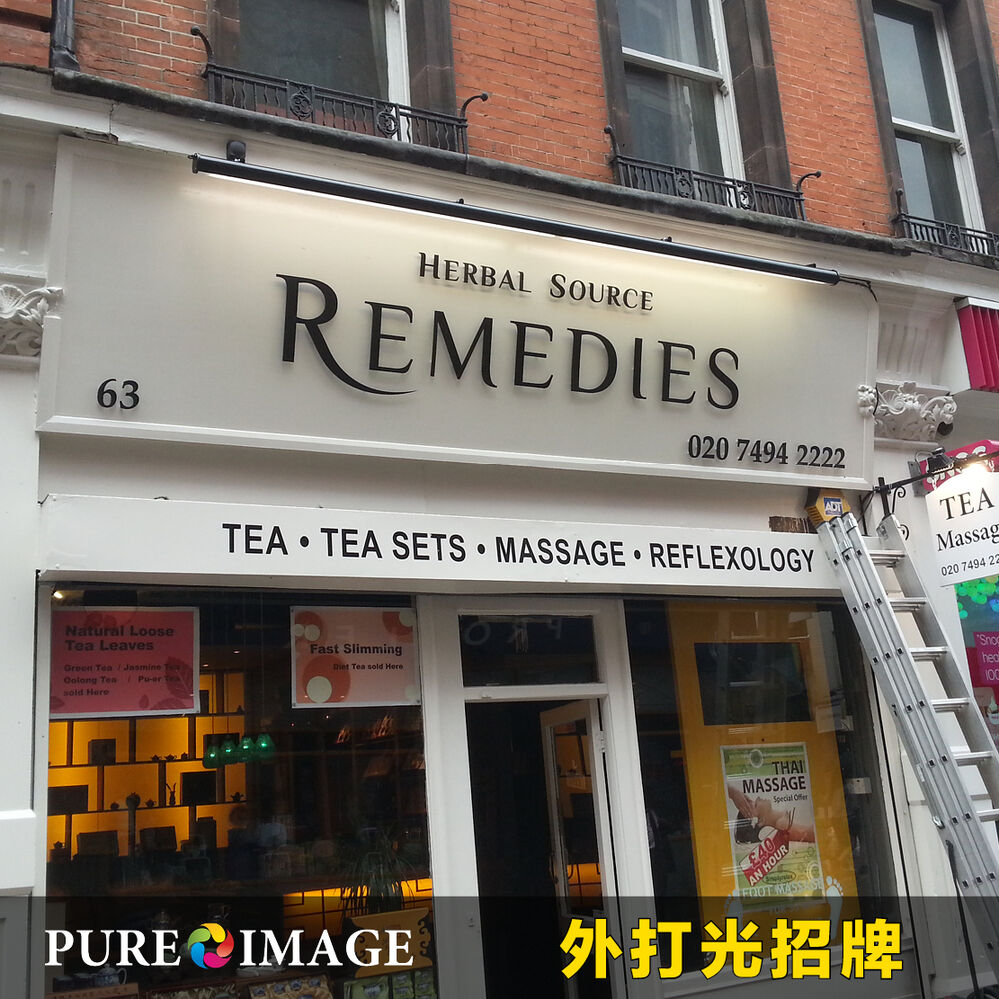 HERBAL SOURCE
REMEDIES
63
020 7494 2222
TEA • TEA SETS • MASSAGE • REFLEXOLOGY
ADT
TEA
Massag
020 7494 22
Natural Loose
Tea Leaves
Green Tea / Jasmine Tea
Oolong Tea / Pu-er Tea
sold Here
Fast Slimming
Diet Tea sold Here
THAI
MASSAGE
Special Offer
£40
AN HOUR
FOOT MASSAGE
PURE IMAGE
外打光招牌